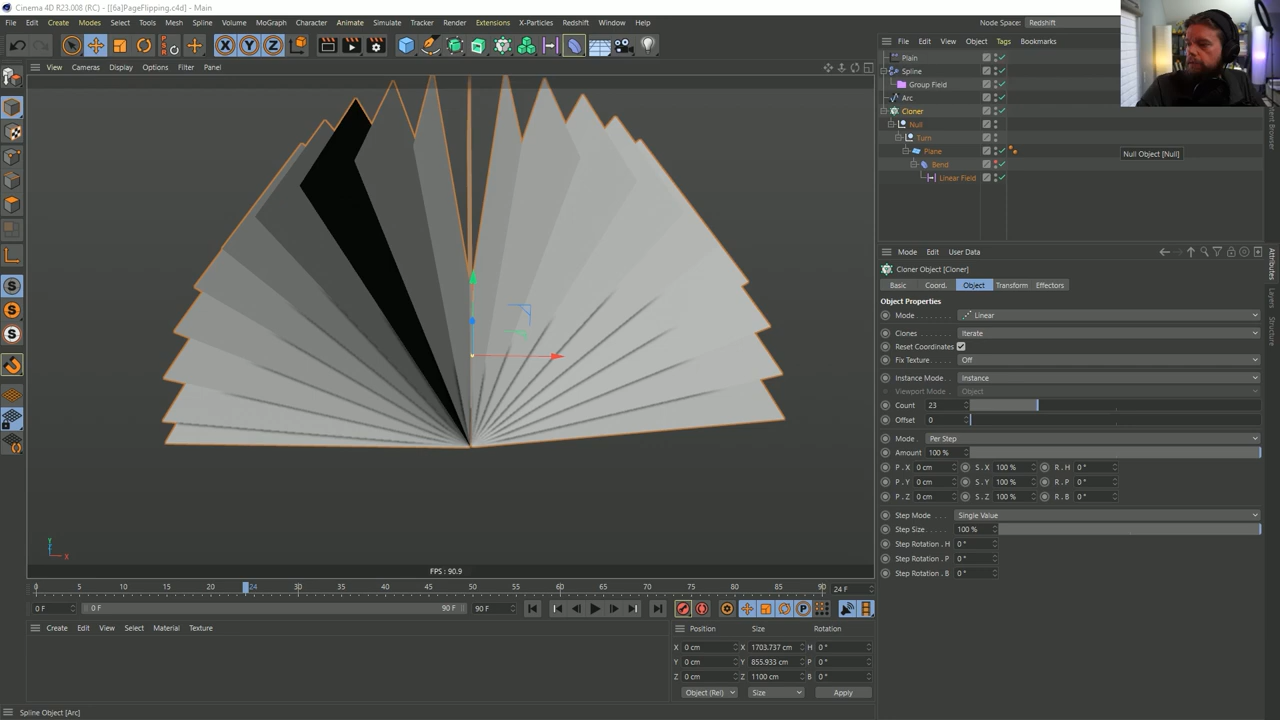 Cinema 4D R23.008 (RC) - [[6a]PageFlipping.c4d] - Main
File Edit Create Modes Select Tools Mesh Spline Volume MoGraph Character Animate Simulate Tracker Render Extensions X-Particles Redshift Window Help Node Space: Redshift
File Edit View Object Tags Bookmarks
View Cameras Display Options Filter Panel
Plain
Spline
Group Field
Arc
Cloner
Null
Turn
Plane
Null Object [Null]
Bend
Linear Field
Mode Edit User Data
Cloner Object [Cloner]
Basic Coord. Object Transform Effectors
Object Properties
Mode Linear
Clones Iterate
Reset Coordinates
Fix Texture Off
Instance Mode Instance
Viewport Mode Object
Count 23
Offset 0
Mode Per Step
Amount 100 %
P . X 0 cm S . X 100 % R . H 0 °
P . Y 0 cm S . Y 100 % R . P 0 °
P . Z 0 cm S . Z 100 % R . B 0 °
Step Mode Single Value
Step Size 100 %
Step Rotation . H 0 °
Step Rotation . P 0 °
Step Rotation . B 0 °
Attributes
Layers
Structure
Y
X
FPS : 90.9
0 5 10 15 20 24 30 35 40 45 50 55 60 65 70 75 80 85 90 24 F
0 F 0 F 90 F 90 F
Create Edit View Select Material Texture
Position Size Rotation
X 0 cm X 1703.737 cm H 0 °
Y 0 cm Y 855.933 cm P 0 °
Z 0 cm Z 1100 cm B 0 °
Object (Rel) Size Apply
Spline Object [Arc]